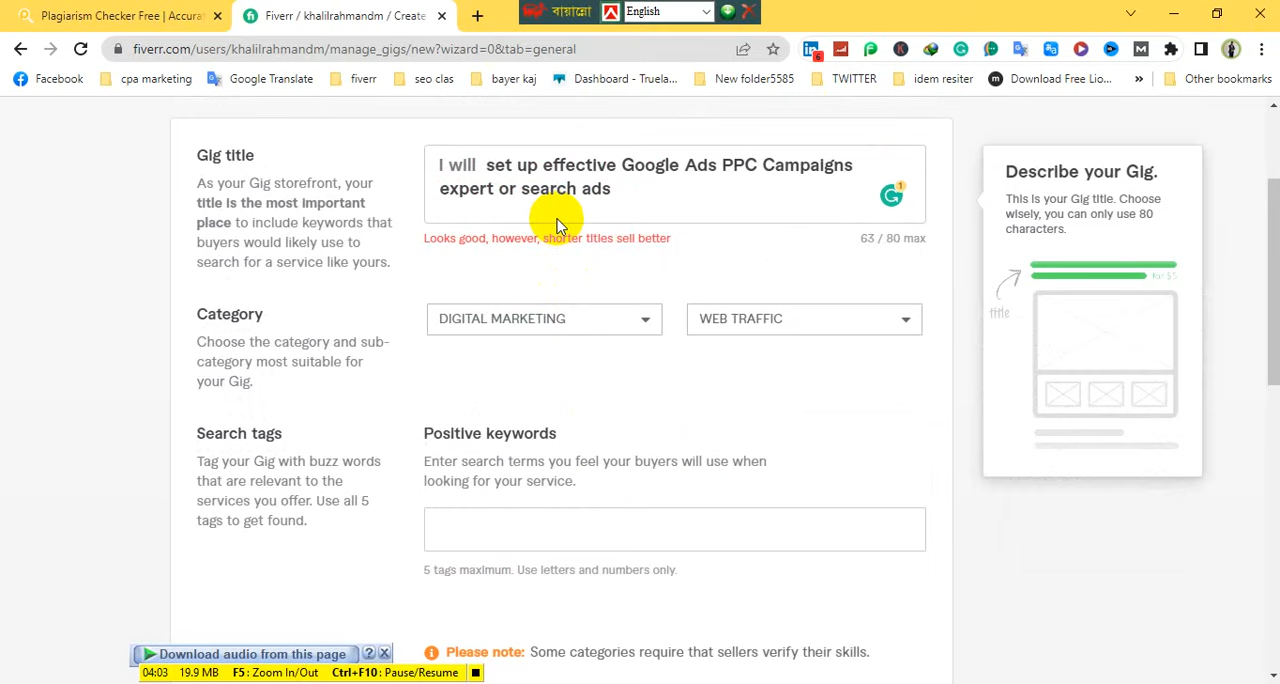 Plagiarism Checker Free | Accurat
Fiverr / khalilrahmandm / Create
বায়ান্নো
English
fiverr.com/users/khalilrahmandm/manage_gigs/new?wizard=0&tab=general
6
Facebook
cpa marketing
Google Translate
fiverr
seo clas
bayer kaj
Dashboard - Truela...
New folder5585
TWITTER
idem resiter
Download Free Lio...
»
Other bookmarks
Gig title
As your Gig storefront, your
title is the most important
place to include keywords that
buyers would likely use to
search for a service like yours.
I will set up effective Google Ads PPC Campaigns
expert or search ads
1
Looks good, however, shorter titles sell better
63 / 80 max
Describe your Gig.
This is your Gig title. Choose
wisely, you can only use 80
characters.
for $5
title
Category
Choose the category and sub-
category most suitable for
your Gig.
DIGITAL MARKETING
WEB TRAFFIC
Search tags
Tag your Gig with buzz words
that are relevant to the
services you offer. Use all 5
tags to get found.
Positive keywords
Enter search terms you feel your buyers will use when
looking for your service.
5 tags maximum. Use letters and numbers only.
Please note: Some categories require that sellers verify their skills.
Download audio from this page
?
04:03 19.9 MB F5: Zoom In/Out Ctrl+F10: Pause/Resume